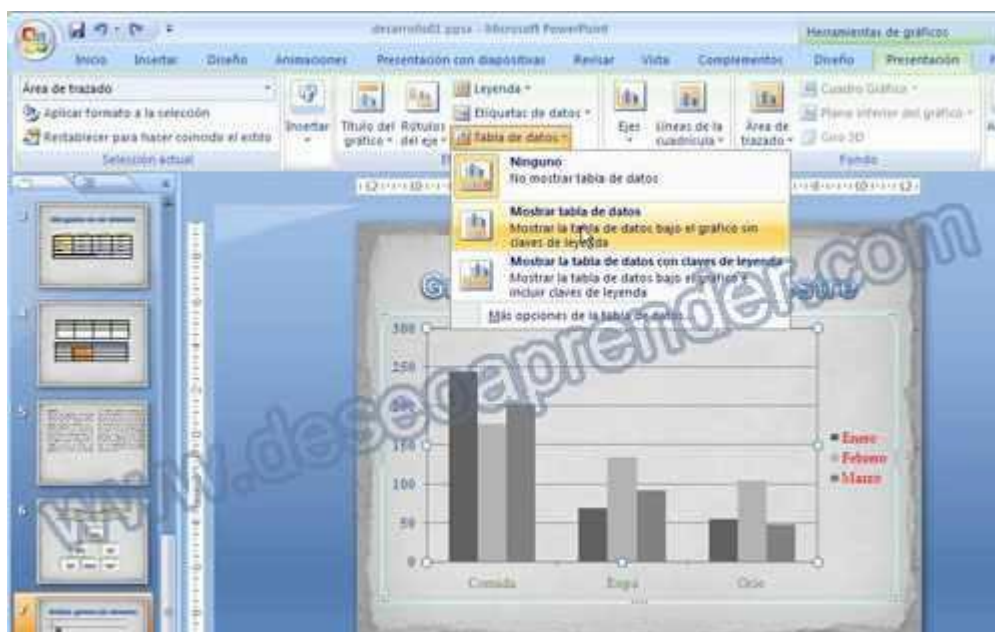 desarrollo01.ppsx - Microsoft PowerPoint
Herramientas de gráficos
Inicio Insertar Diseño Animaciones Presentación con diapositivas Revisar Vista Complementos Diseño Presentación
Área de trazado
Aplicar formato a la selección
Restablecer para hacer coincidir el estilo
Selección actual
Insertar
Título del gráfico
Rótulos del eje
Leyenda
Etiquetas de datos
Tabla de datos
Ejes
Líneas de la cuadrícula
Área de trazado
Cuadro Gráfico
Plano inferior del gráfico
Giro 3D
Fondo
Ninguno
No mostrar tabla de datos
Mostrar tabla de datos
Mostrar la tabla de datos bajo el gráfico sin
claves de leyenda
Mostrar la tabla de datos con claves de leyenda
Mostrar la tabla de datos bajo el gráfico e
incluir claves de leyenda
Más opciones de la tabla de datos...
300
250
200
150
100
50
0
Comida Ropa Ocio
Enero
Febrero
Marzo
5
6
7
www.deseoaprender.com